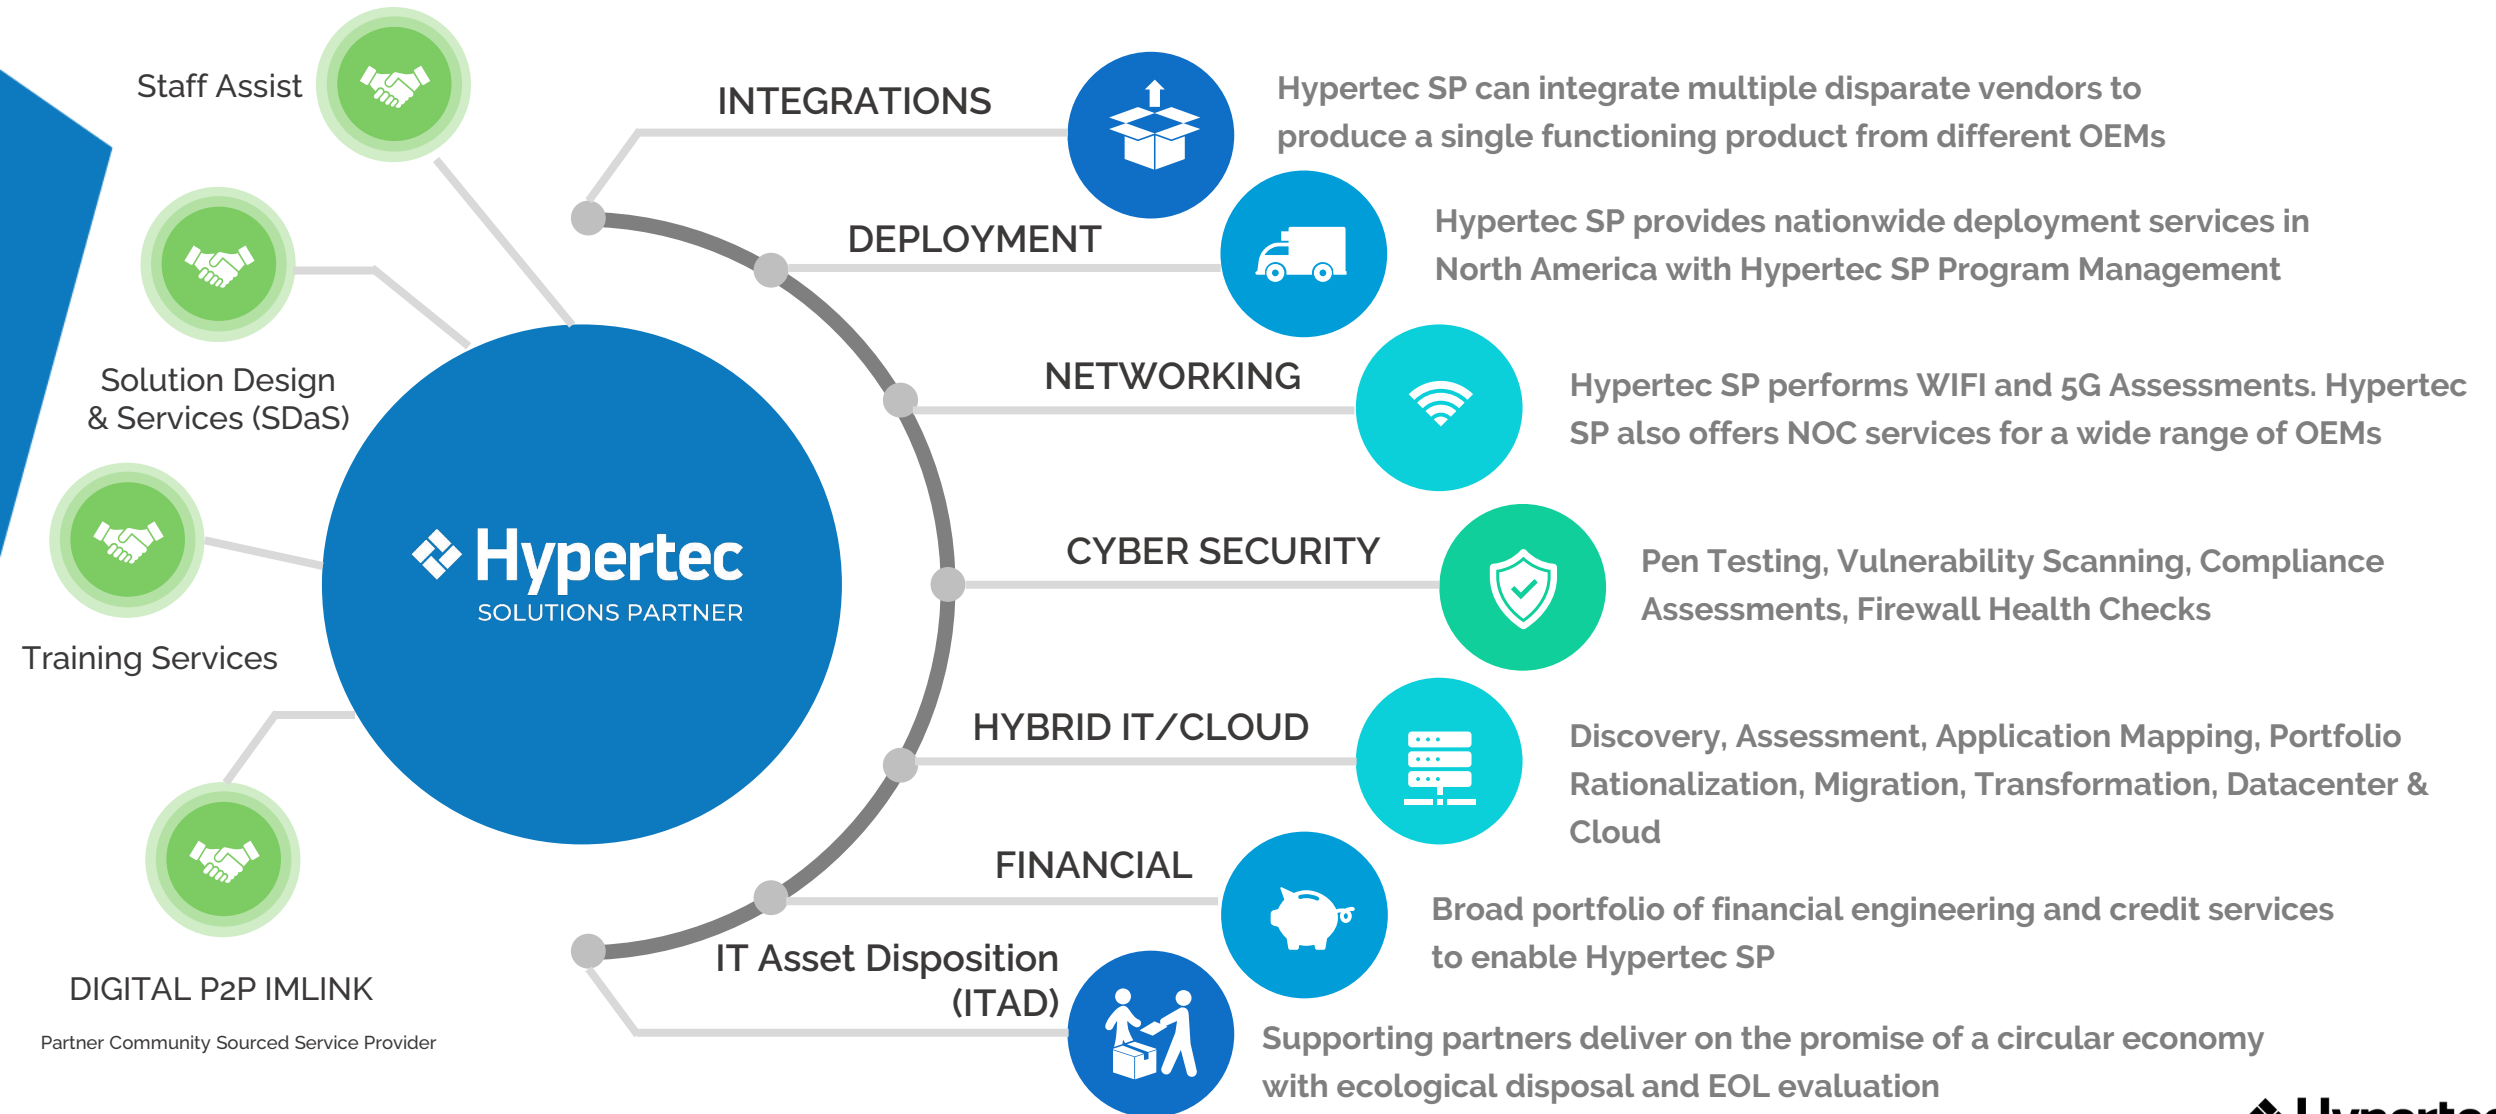 Staff Assist
Solution Design
& Services (SDaS)
Training Services
DIGITAL P2P IMLINK
Partner Community Sourced Service Provider
Hypertec
SOLUTIONS PARTNER
INTEGRATIONS
Hypertec SP can integrate multiple disparate vendors to
produce a single functioning product from different OEMs
DEPLOYMENT
Hypertec SP provides nationwide deployment services in
North America with Hypertec SP Program Management
NETWORKING
Hypertec SP performs WIFI and 5G Assessments. Hypertec
SP also offers NOC services for a wide range of OEMs
CYBER SECURITY
Pen Testing, Vulnerability Scanning, Compliance
Assessments, Firewall Health Checks
HYBRID IT/CLOUD
Discovery, Assessment, Application Mapping, Portfolio
Rationalization, Migration, Transformation, Datacenter &
Cloud
FINANCIAL
Broad portfolio of financial engineering and credit services
to enable Hypertec SP
IT Asset Disposition
(ITAD)
Supporting partners deliver on the promise of a circular economy
with ecological disposal and EOL evaluation
Hypertec